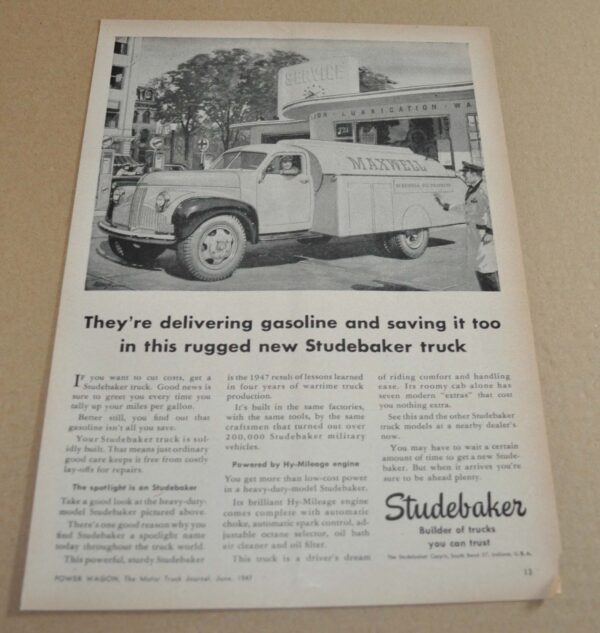 SERVICE
LUBRICATION · WA
MAXWELL
They're delivering gasoline and saving it too
in this rugged new Studebaker truck
IF you want to cut costs, get a
Studebaker truck. Good news is
sure to greet you every time you
tally up your miles per gallon.
Better still, you find out that
gasoline isn't all you save.
Your Studebaker truck is sol-
idly built. That means just ordinary
good care keeps it free from costly
lay-offs for repairs.
The spotlight is on Studebaker
Take a good look at the heavy-duty-
model Studebaker pictured above.
There's one good reason why you
find Studebaker a spotlight name
today throughout the truck world.
This powerful, sturdy Studebaker
is the 1947 result of lessons learned
in four years of wartime truck
production.
It's built in the same factories,
with the same tools, by the same
craftsmen that turned out over
200,000 Studebaker military
vehicles.
Powered by Hy-Mileage engine
You get more than low-cost power
in a heavy-duty-model Studebaker.
Its brilliant Hy-Mileage engine
comes complete with automatic
choke, automatic spark control, ad-
justable octane selector, oil bath
air cleaner and oil filter.
This truck is a driver's dream
of riding comfort and handling
ease. Its roomy cab alone has
seven modern "extras" that cost
you nothing extra.
See this and the other Studebaker
truck models at a nearby dealer's
now.
You may have to wait a certain
amount of time to get a new Stude-
baker. But when it arrives you're
sure to be ahead plenty.
Studebaker
Builder of trucks
you can trust
The Studebaker Corp'n, South Bend 27, Indiana, U.S.A.
POWER WAGON, The Motor Truck Journal, June, 1947
13